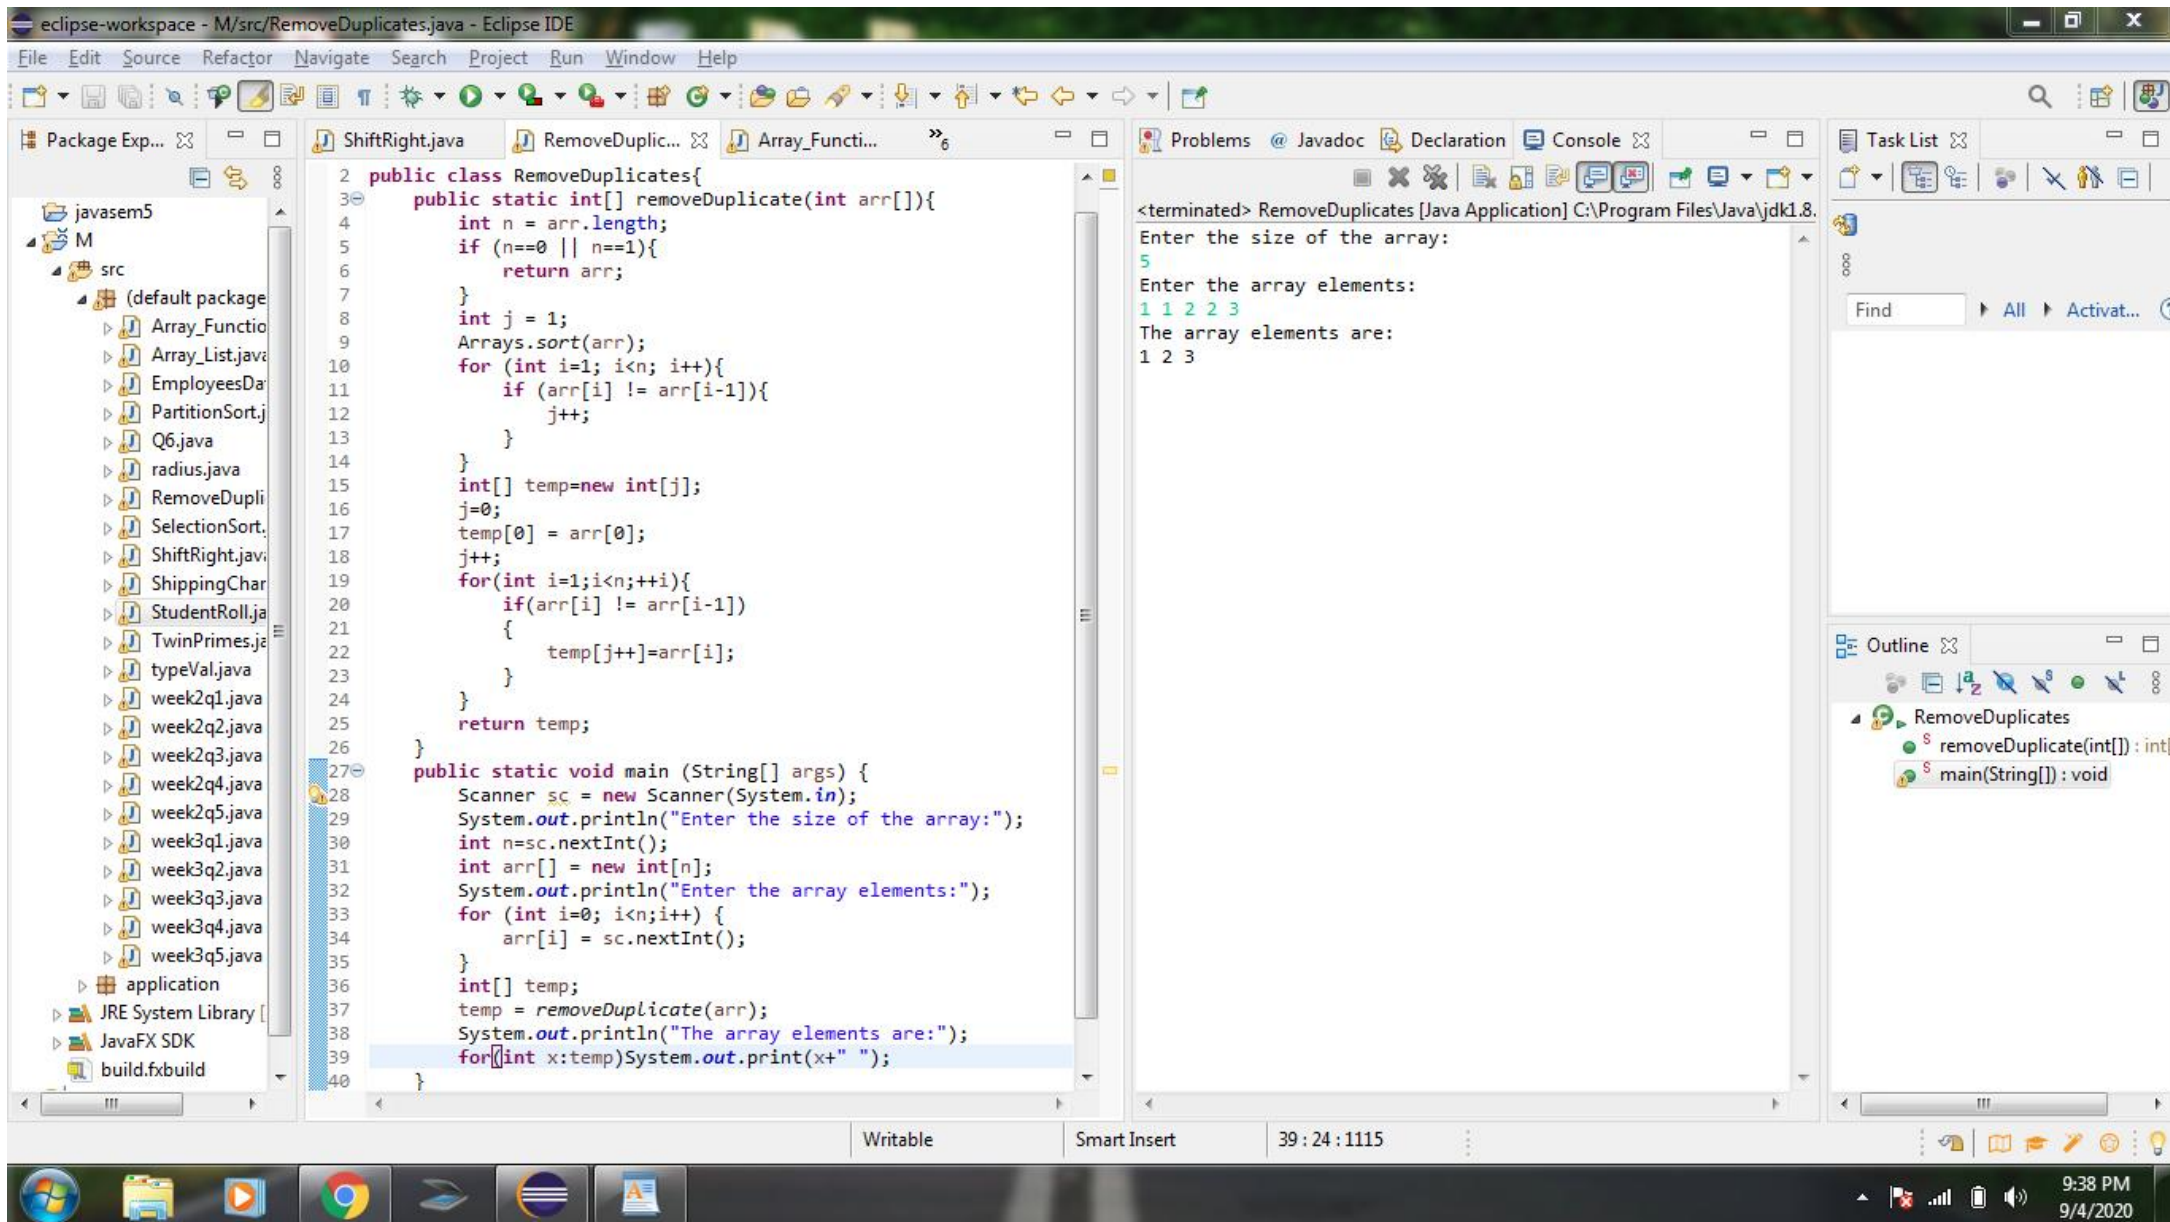 eclipse-workspace - M/src/RemoveDuplicates.java - Eclipse IDE
File Edit Source Refactor Navigate Search Project Run Window Help
Package Exp...
javasem5
M
src
(default package
Array_Functio
Array_List.java
EmployeesDa
PartitionSort.j
Q6.java
radius.java
RemoveDupli
SelectionSort.
ShiftRight.java
ShippingChar
StudentRoll.ja
TwinPrimes.ja
typeVal.java
week2q1.java
week2q2.java
week2q3.java
week2q4.java
week2q5.java
week3q1.java
week3q2.java
week3q3.java
week3q4.java
week3q5.java
application
JRE System Library [
JavaFX SDK
build.fxbuild
ShiftRight.java RemoveDuplic... Array_Functi... »6
2 public class RemoveDuplicates{
3 public static int[] removeDuplicate(int arr[]){
4 int n = arr.length;
5 if (n==0 || n==1){
6 return arr;
7 }
8 int j = 1;
9 Arrays.sort(arr);
10 for (int i=1; i<n; i++){
11 if (arr[i] != arr[i-1]){
12 j++;
13 }
14 }
15 int[] temp=new int[j];
16 j=0;
17 temp[0] = arr[0];
18 j++;
19 for(int i=1;i<n;++i){
20 if(arr[i] != arr[i-1])
21 {
22 temp[j++]=arr[i];
23 }
24 }
25 return temp;
26 }
27 public static void main (String[] args) {
28 Scanner sc = new Scanner(System.in);
29 System.out.println("Enter the size of the array:");
30 int n=sc.nextInt();
31 int arr[] = new int[n];
32 System.out.println("Enter the array elements:");
33 for (int i=0; i<n;i++) {
34 arr[i] = sc.nextInt();
35 }
36 int[] temp;
37 temp = removeDuplicate(arr);
38 System.out.println("The array elements are:");
39 for(int x:temp)System.out.print(x+" ");
40 }
Problems @ Javadoc Declaration Console
<terminated> RemoveDuplicates [Java Application] C:\Program Files\Java\jdk1.8.
Enter the size of the array:
5
Enter the array elements:
1 1 2 2 3
The array elements are:
1 2 3
Task List
Find All Activat...
Outline
RemoveDuplicates
removeDuplicate(int[]) : int[
main(String[]) : void
Writable Smart Insert 39 : 24 : 1115
9:38 PM
9/4/2020